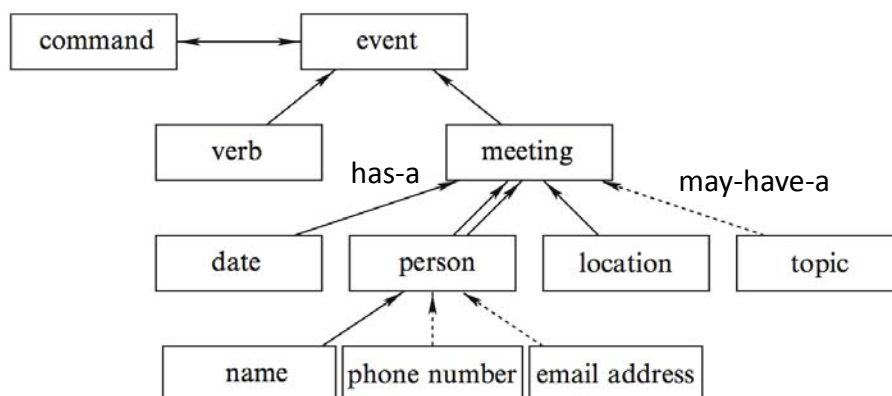 command
event
verb
meeting
has-a
may-have-a
date
person
location
topic
name
phone number
email address